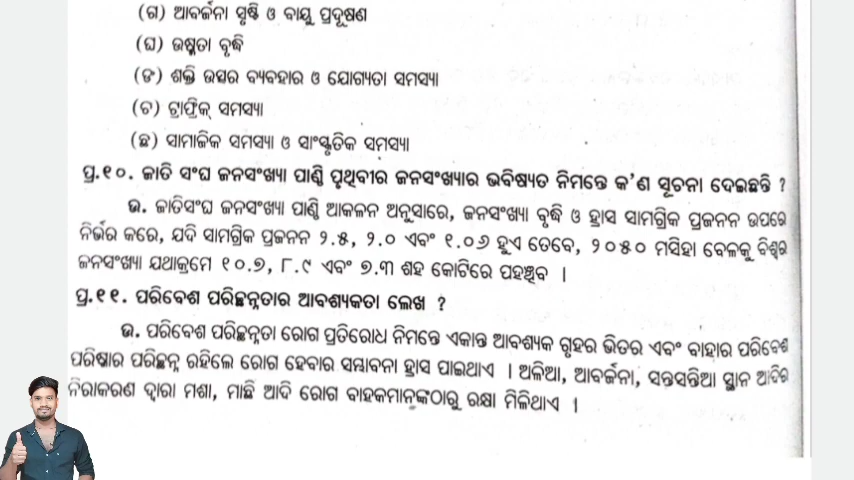 (ଗ) ଆବର୍ଜନା ସୃଷ୍ଟି ଓ ବାୟୁ ପ୍ରଦୂଷଣ
(ଘ) ଉଷ୍ମତା ବୃଦ୍ଧି
(ଙ) ଶକ୍ତି ଉତ୍ସର ବ୍ୟବହାର ଓ ଯୋଗ୍ୟତା ସମସ୍ୟା
(ଚ) ଟ୍ରାଫିକ୍ ସମସ୍ୟା
(ଛ) ସାମାଜିକ ସମସ୍ୟା ଓ ସାଂସ୍କୃତିକ ସମସ୍ୟା
ପ୍ର.୧୦. ଜାତି ସଂଘ ଜନସଂଖ୍ୟା ପାଣ୍ଠି ପୃଥିବୀର ଜନସଂଖ୍ୟାର ଭବିଷ୍ୟତ ନିମନ୍ତେ କ'ଣ ସୂଚନା ଦେଇଛନ୍ତି ?
ଉ. ଜାତିସଂଘ ଜନସଂଖ୍ୟା ପାଣ୍ଠି ଆକଳନ ଅନୁସାରେ, ଜନସଂଖ୍ୟା ବୃଦ୍ଧି ଓ ହ୍ରାସ ସାମଗ୍ରିକ ପ୍ରଜନନ ଉପରେ
ନିର୍ଭର କରେ, ଯଦି ସାମଗ୍ରିକ ପ୍ରଜନନ ୨.୫, ୨.୦ ଏବଂ ୧.୦୬ ହୁଏ ତେବେ, ୨୦୫୦ ମସିହା ବେଳକୁ ବିଶ୍ୱର
ଜନସଂଖ୍ୟା ଯଥାକ୍ରମେ ୧୦.୭, ୮.୯ ଏବଂ ୭.୩ ଶହ କୋଟିରେ ପହଞ୍ଚିବ ।
ପ୍ର.୧୧. ପରିବେଶ ପରିଚ୍ଛନ୍ନତାର ଆବଶ୍ୟକତା ଲେଖ ?
ଉ. ପରିବେଶ ପରିଚ୍ଛନ୍ନତା ରୋଗ ପ୍ରତିରୋଧ ନିମନ୍ତେ ଏକାନ୍ତ ଆବଶ୍ୟକ ଗୃହର ଭିତର ଏବଂ ବାହାର ପରିବେଶ
ପରିଷ୍କାର ପରିଚ୍ଛନ୍ନ ରହିଲେ ରୋଗ ହେବାର ସମ୍ଭାବନା ହ୍ରାସ ପାଇଥାଏ । ଅଳିଆ, ଆବର୍ଜନା, ସନ୍ତସନ୍ତିଆ ସ୍ଥାନ ଆଦିର
ନିରାକରଣ ଦ୍ୱାରା ମଶା, ମାଛି ଆଦି ରୋଗ ବାହକମାନଙ୍କଠାରୁ ରକ୍ଷା ମିଳିଥାଏ ।